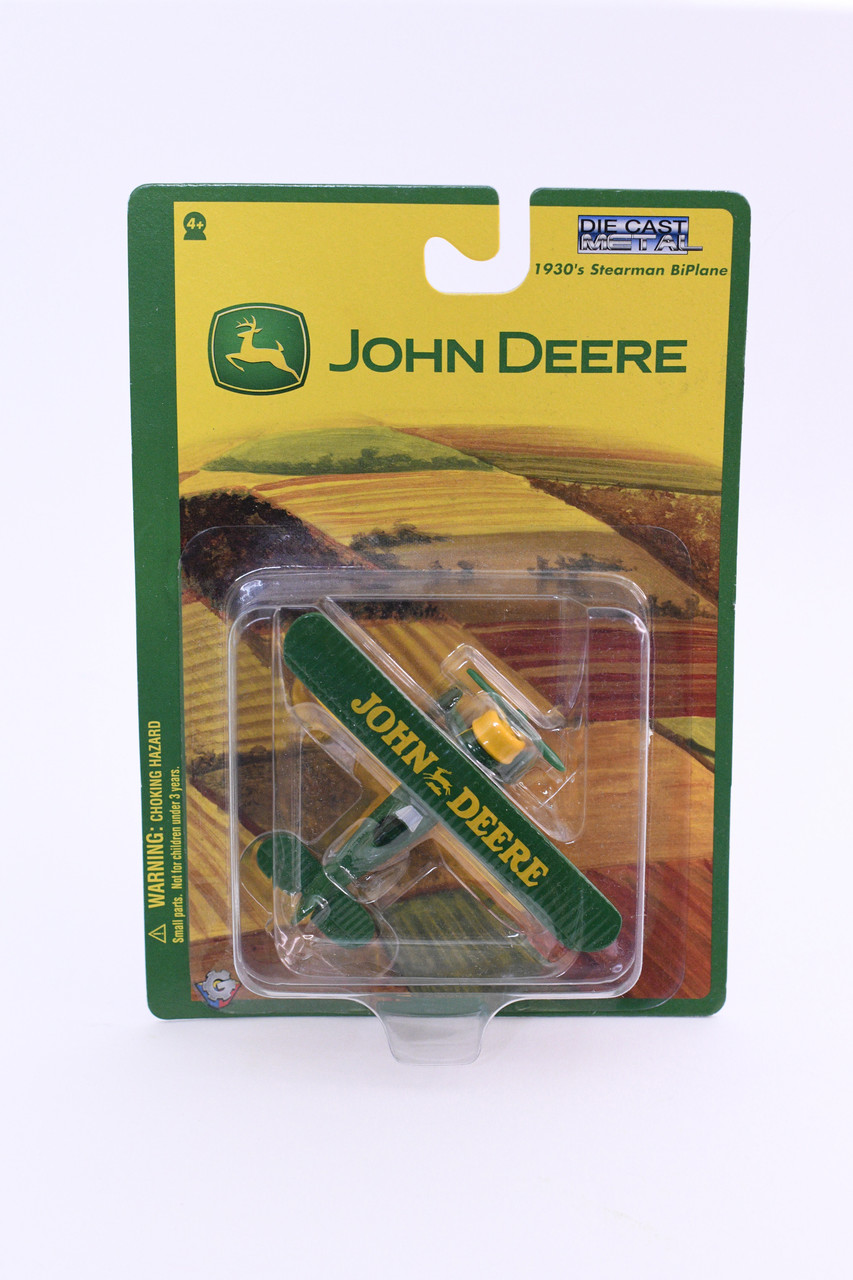 4+
DIE CAST
METAL
1930's Stearman BiPlane
JOHN DEERE
JOHN DEERE
WARNING: CHOKING HAZARD
Small parts. Not for children under 3 years.
G